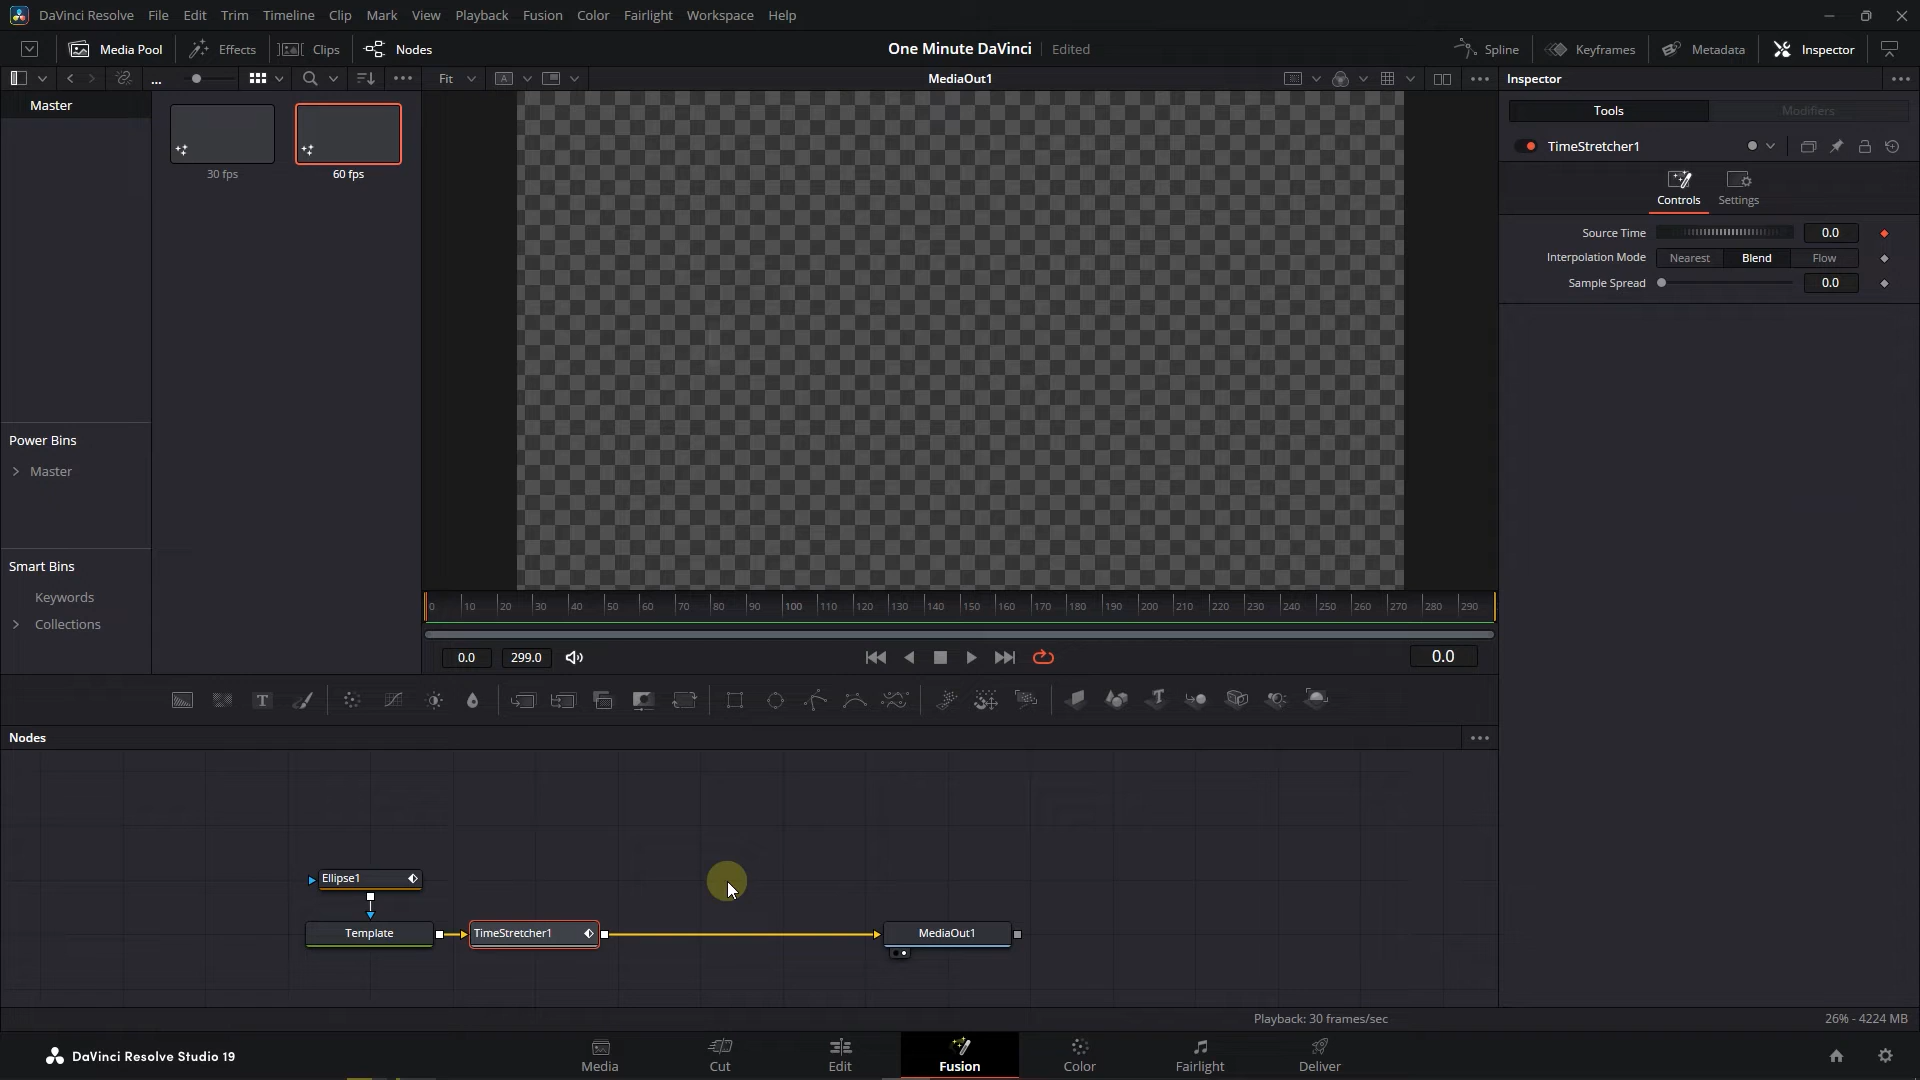 DaVinci Resolve File Edit Trim Timeline Clip Mark View Playback Fusion Color Fairlight Workspace Help
Media Pool Effects Clips Nodes One Minute DaVinci Edited Spline Keyframes Metadata Inspector
... Fit A MediaOut1 Inspector
Master
Tools Modifiers
TimeStretcher1
30 fps 60 fps
Controls Settings
Source Time 0.0
Interpolation Mode Nearest Blend Flow
Sample Spread 0.0
Power Bins
Master
Smart Bins
Keywords
Collections
0 10 20 30 40 50 60 70 80 90 100 110 120 130 140 150 160 170 180 190 200 210 220 230 240 250 260 270 280 290
0.0 299.0 0.0
T T
Nodes
Ellipse1
Template TimeStretcher1 MediaOut1
Playback: 30 frames/sec 26% - 4224 MB
DaVinci Resolve Studio 19 Media Cut Edit Fusion Color Fairlight Deliver